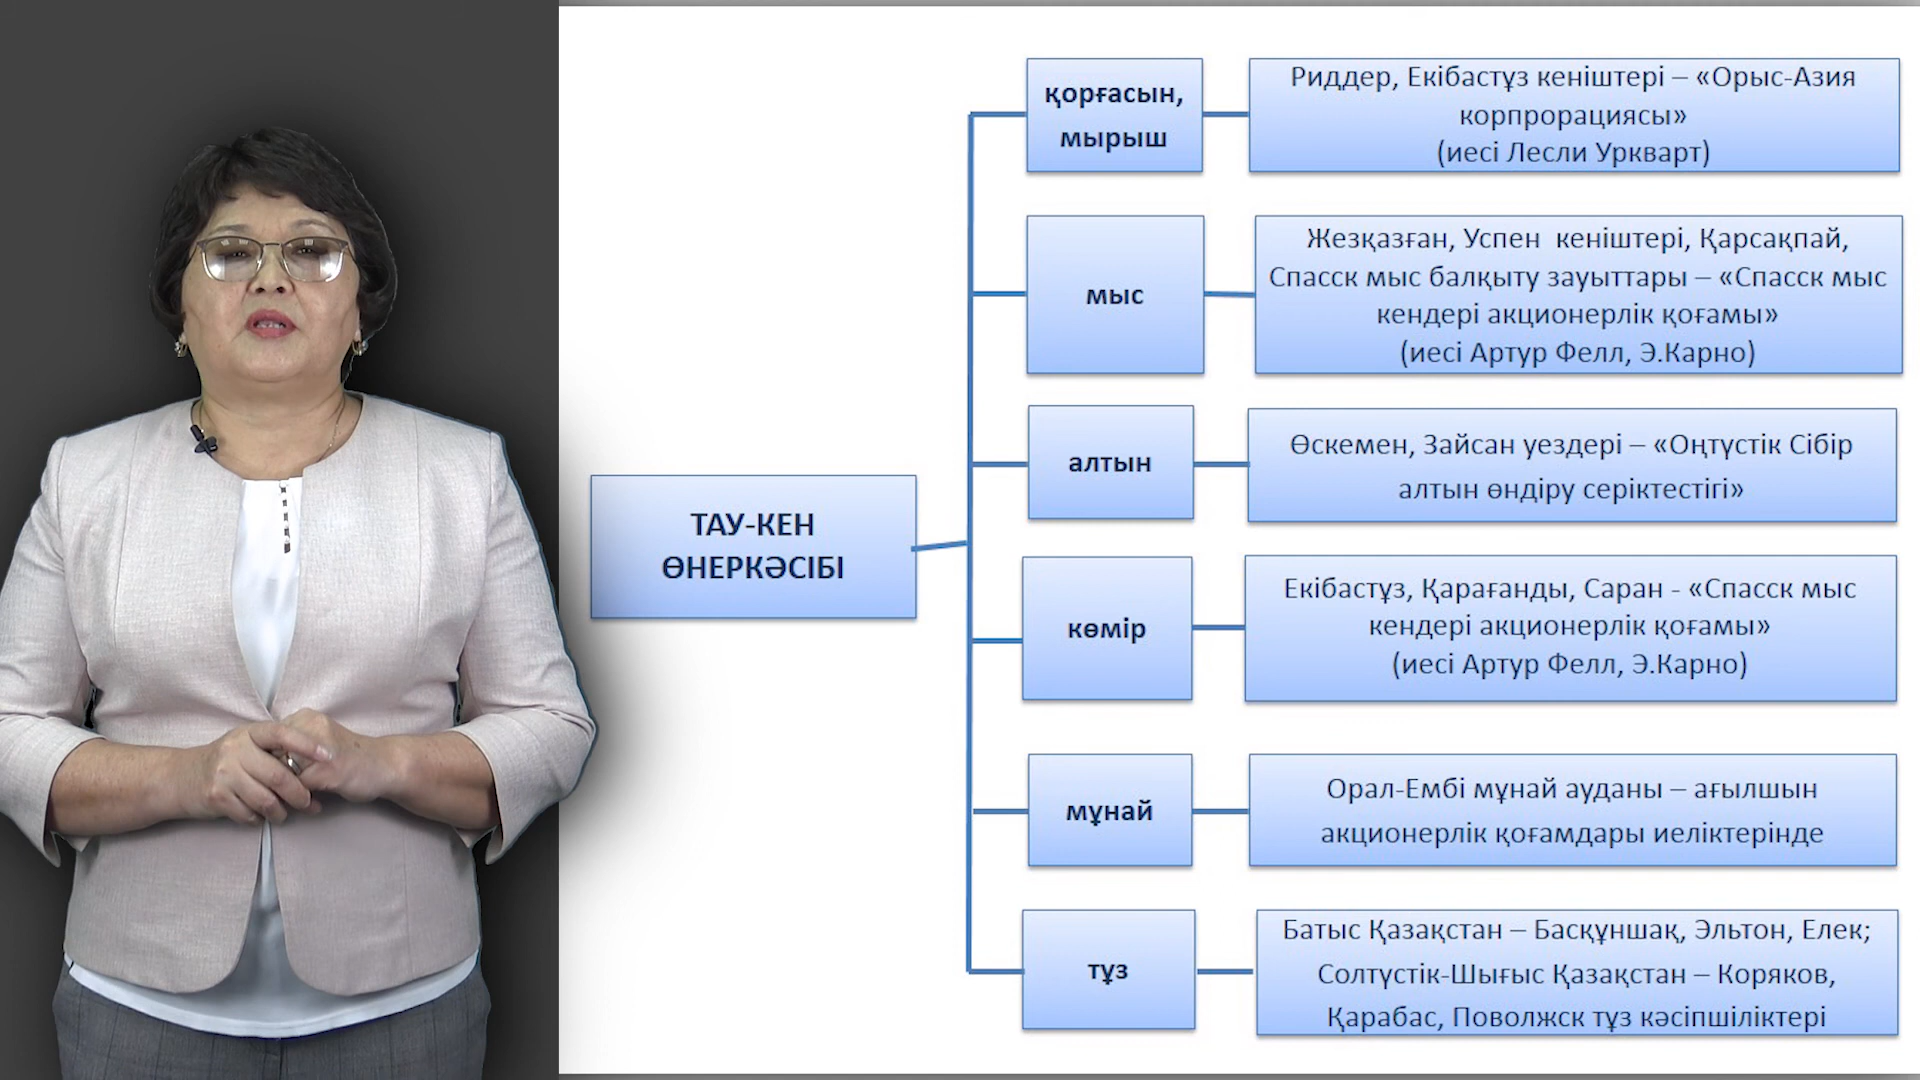 ТАУ-КЕН
ӨНЕРКӘСІБІ
қорғасын,
мырыш
Риддер, Екібастұз кеніштері – «Орыс-Азия
корпрорациясы»
(иесі Лесли Уркварт)
мыс
Жезқазған, Успен кеніштері, Қарсақпай,
Спасск мыс балқыту зауыттары – «Спасск мыс
кендері акционерлік қоғамы»
(иесі Артур Фелл, Э.Карно)
алтын
Өскемен, Зайсан уездері – «Оңтүстік Сібір
алтын өндіру серіктестігі»
көмір
Екібастұз, Қарағанды, Саран - «Спасск мыс
кендері акционерлік қоғамы»
(иесі Артур Фелл, Э.Карно)
мұнай
Орал-Ембі мұнай ауданы – ағылшын
акционерлік қоғамдары иеліктерінде
тұз
Батыс Қазақстан – Басқұншақ, Эльтон, Елек;
Солтүстік-Шығыс Қазақстан – Коряков,
Қарабас, Поволжск тұз кәсіпшіліктері